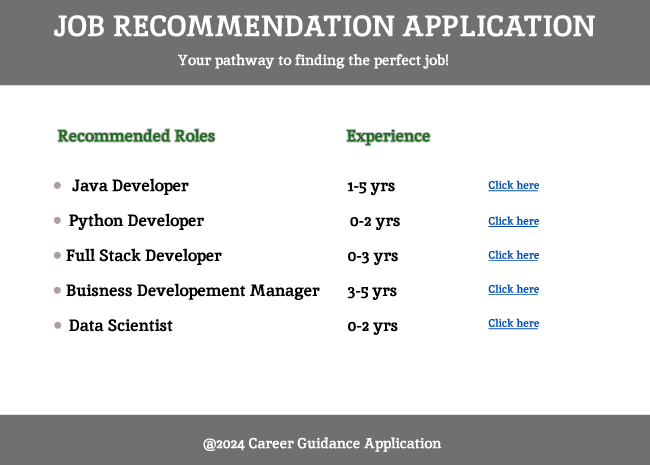 JOB RECOMMENDATION APPLICATION
Your pathway to finding the perfect job!
Recommended Roles Experience
Java Developer 1-5 yrs Click here
Python Developer 0-2 yrs Click here
Full Stack Developer 0-3 yrs Click here
Buisness Developement Manager 3-5 yrs Click here
Data Scientist 0-2 yrs Click here
@2024 Career Guidance Application